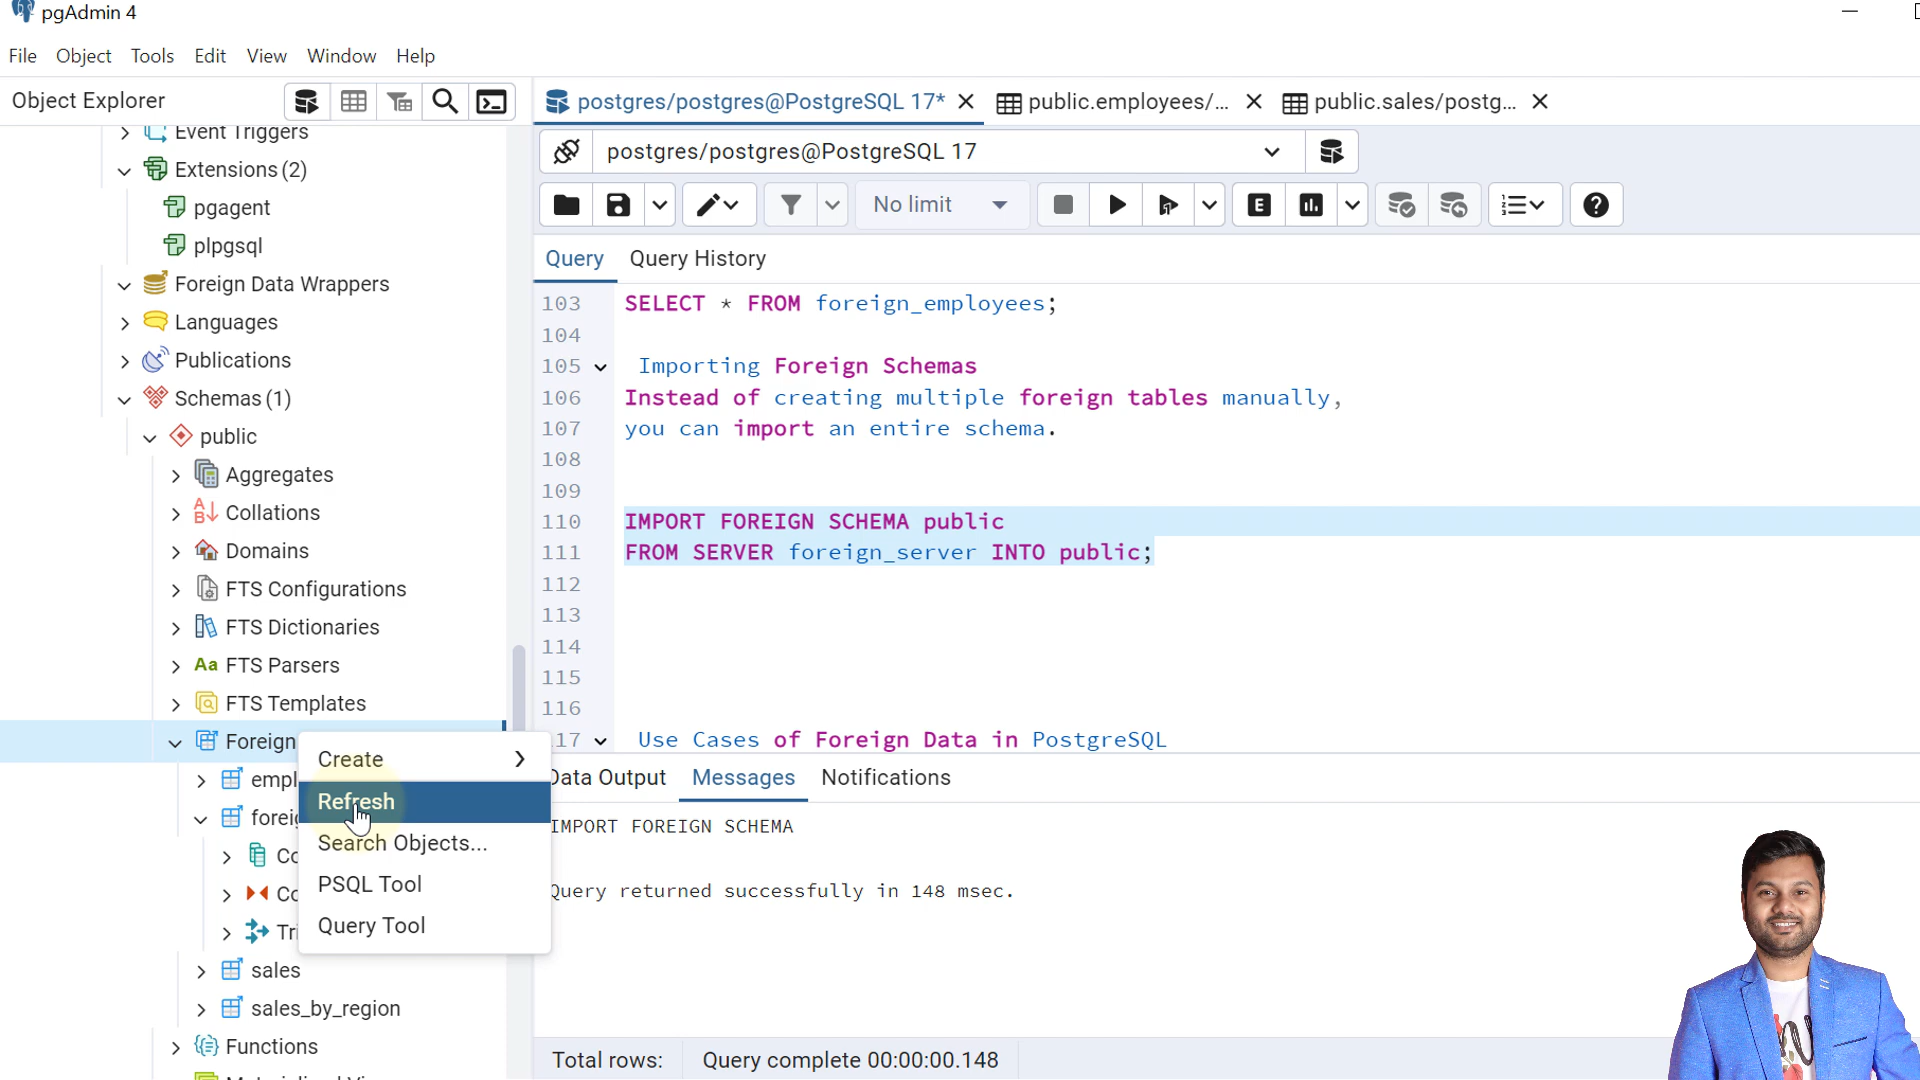 pgAdmin 4
File Object Tools Edit View Window Help
Object Explorer
postgres/postgres@PostgreSQL 17*
public.employees/...
public.sales/postg...
Event Triggers
Extensions (2)
pgagent
plpgsql
Foreign Data Wrappers
Languages
Publications
Schemas (1)
public
Aggregates
Collations
Domains
FTS Configurations
FTS Dictionaries
Aa FTS Parsers
FTS Templates
Foreign
empl
foreig
Co
Co
Tri
sales
sales_by_region
Functions
Create
Refresh
Search Objects...
PSQL Tool
Query Tool
postgres/postgres@PostgreSQL 17
No limit
E
Query Query History
103 SELECT * FROM foreign_employees;
104
105 Importing Foreign Schemas
106 Instead of creating multiple foreign tables manually,
107 you can import an entire schema.
108
109
110 IMPORT FOREIGN SCHEMA public
111 FROM SERVER foreign_server INTO public;
112
113
114
115
116
17 Use Cases of Foreign Data in PostgreSQL
Data Output Messages Notifications
IMPORT FOREIGN SCHEMA
Query returned successfully in 148 msec.
Total rows: Query complete 00:00:00.148